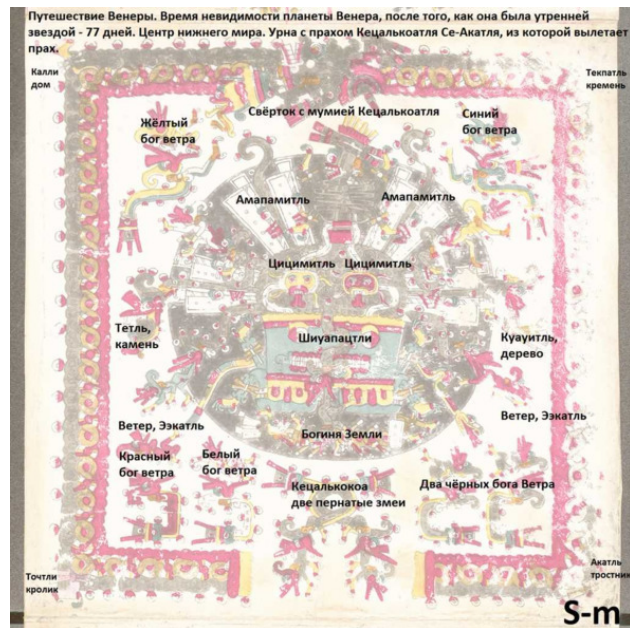 Путешествие Венеры. Время невидимости планеты Венера, после того, как она была утренней
звездой - 77 дней. Центр нижнего мира. Урна с прахом Кецалькоатля Се-Акатля, из которой вылетает
прах.
Калли
дом
Текпатль
кремень
Свёрток с мумией Кецалькоатля
Жёлтый
бог ветра
Синий
бог ветра
Амапамитль
Амапамитль
Цицимитль
Цицимитль
Тетль,
камень
Шиуапацтли
Куауитль,
дерево
Ветер, Ээкатль
Ветер, Ээкатль
Богиня Земли
Красный
бог ветра
Белый
бог ветра
Кецалькокоа
две пернатые змеи
Два чёрных бога Ветра
Точтли
кролик
Акатль
тростник
S-m